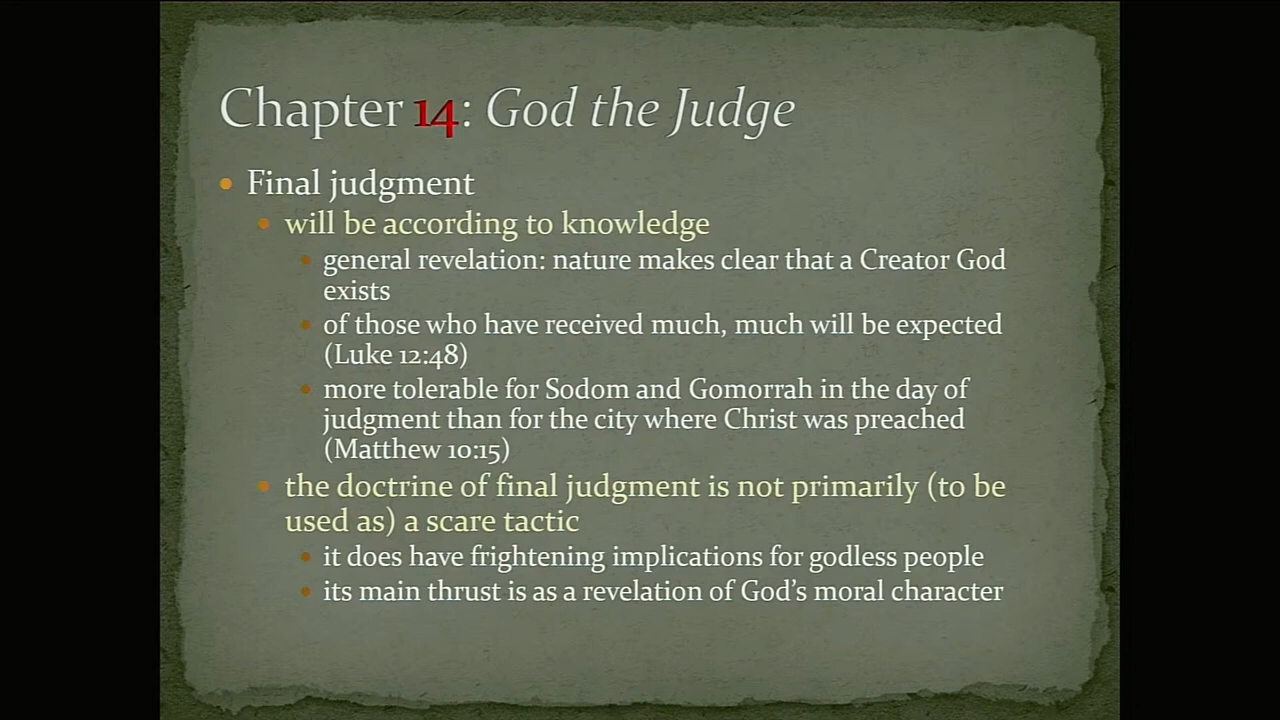 Chapter 14: God the Judge
Final judgment
will be according to knowledge
general revelation: nature makes clear that a Creator God
exists
of those who have received much, much will be expected
(Luke 12:48)
more tolerable for Sodom and Gomorrah in the day of
judgment than for the city where Christ was preached
(Matthew 10:15)
the doctrine of final judgment is not primarily (to be
used as) a scare tactic
it does have frightening implications for godless people
its main thrust is as a revelation of God’s moral character